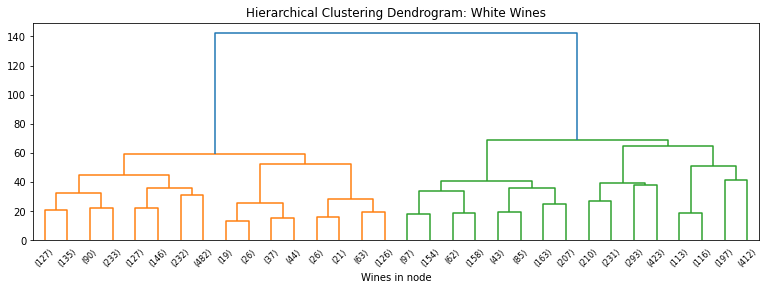 Hierarchical Clustering Dendrogram: White Wines
140
120
100
80
60
40
20
0
(127) (135) (90) (233) (127) (146) (232) (482) (19) (26) (37) (44) (26) (21) (63) (126) (97) (154) (62) (158) (43) (85) (163) (207) (210) (231) (293) (423) (113) (116) (197) (412)
Wines in node